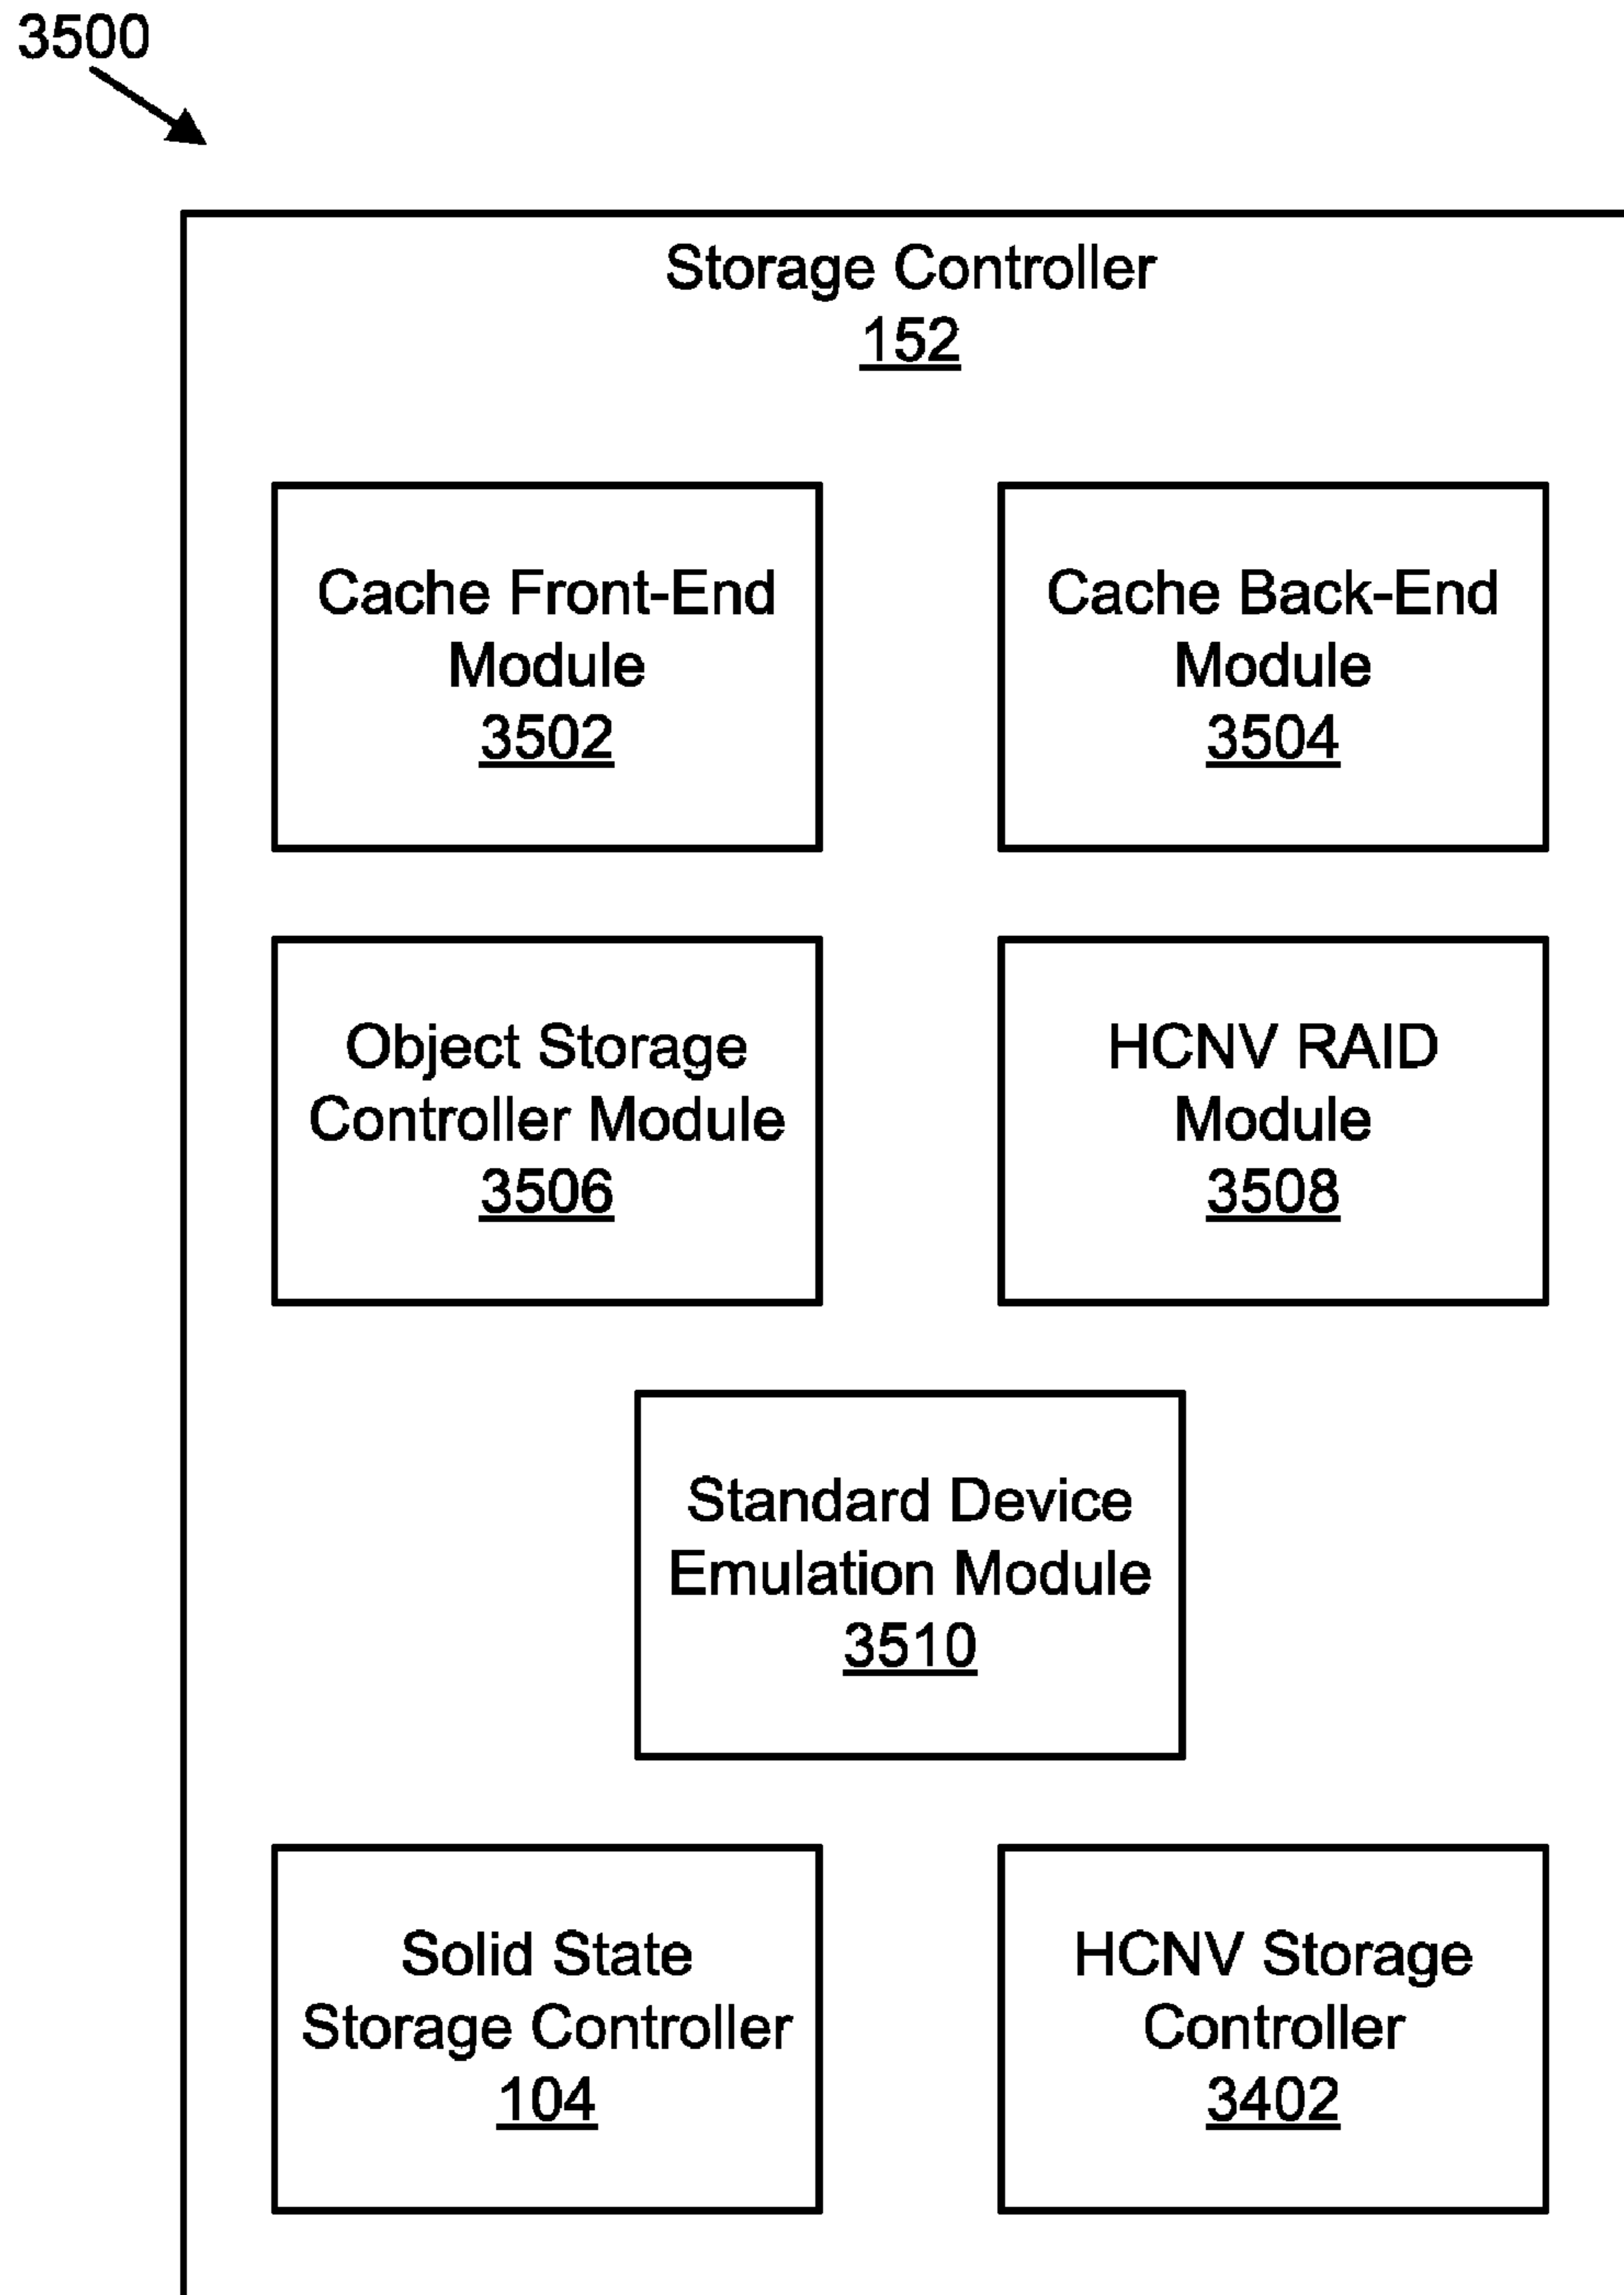 3500
Storage Controller
152
Cache Front-End
Module
3502
Cache Back-End
Module
3504
Object Storage
Controller Module
3506
HCNV RAID
Module
3508
Standard Device
Emulation Module
3510
Solid State
Storage Controller
104
HCNV Storage
Controller
3402